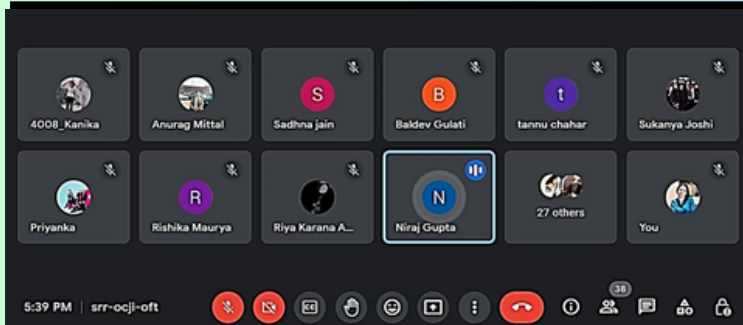 4008_Kanika
Anurag Mittal
S
Sadhna jain
B
Baldev Gulati
t
tannu chahar
Sukanya Joshi
Priyanka
R
Rishika Maurya
Riya Karana A...
N
Niraj Gupta
27 others
You
5:39 PM | srr-ocji-oft
CC
38